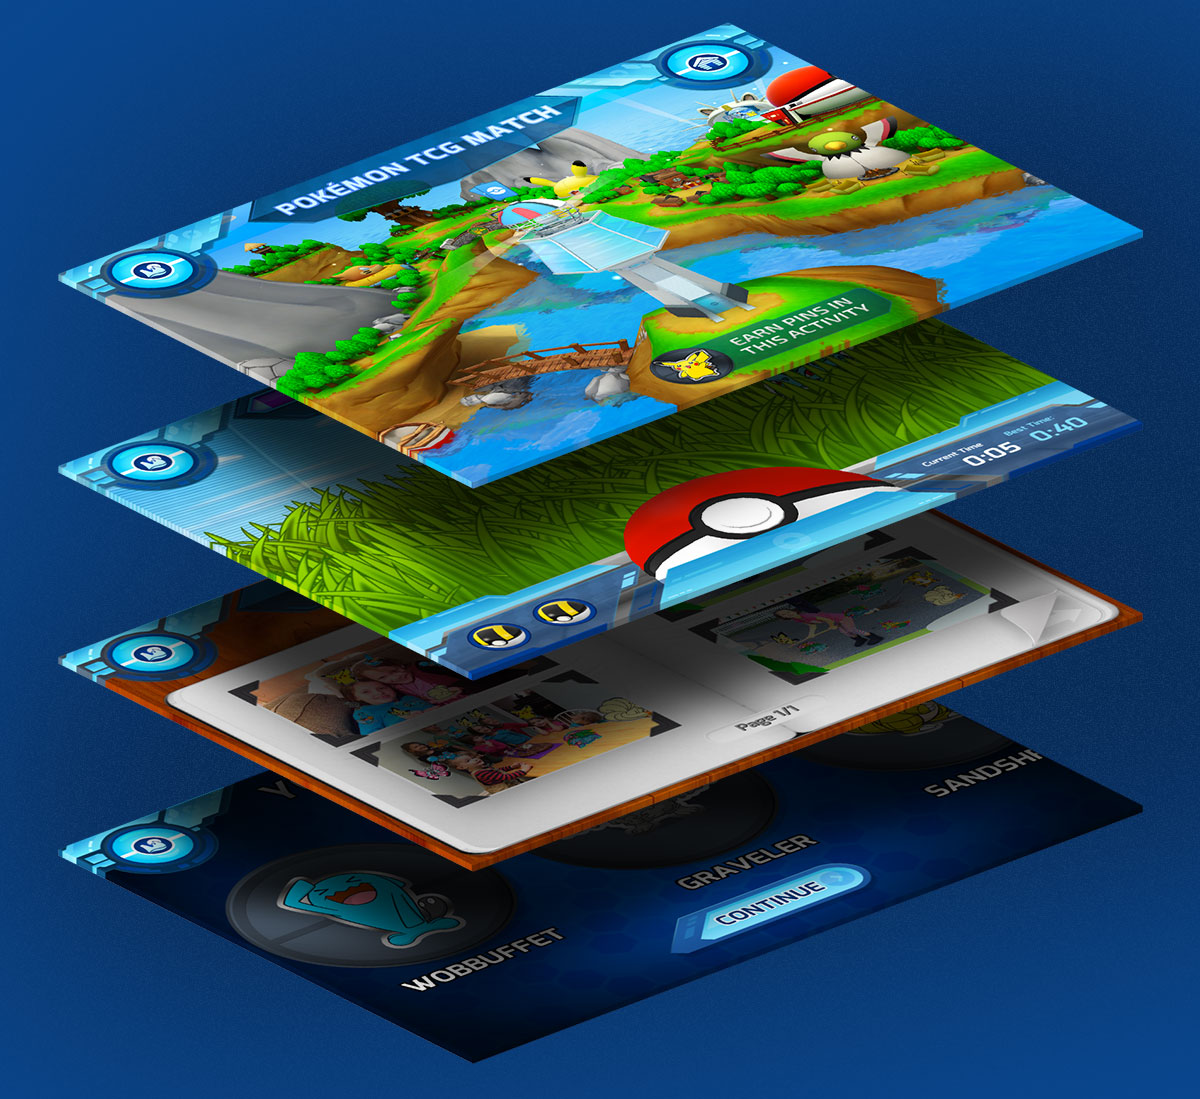 POKÉMON TCG MATCH
EARN PINS IN
THIS ACTIVITY
Current Time
0:05
Best Time:
0:40
Page 1/1
SANDSH
GRAVELER
CONTINUE
WOBBUFFET